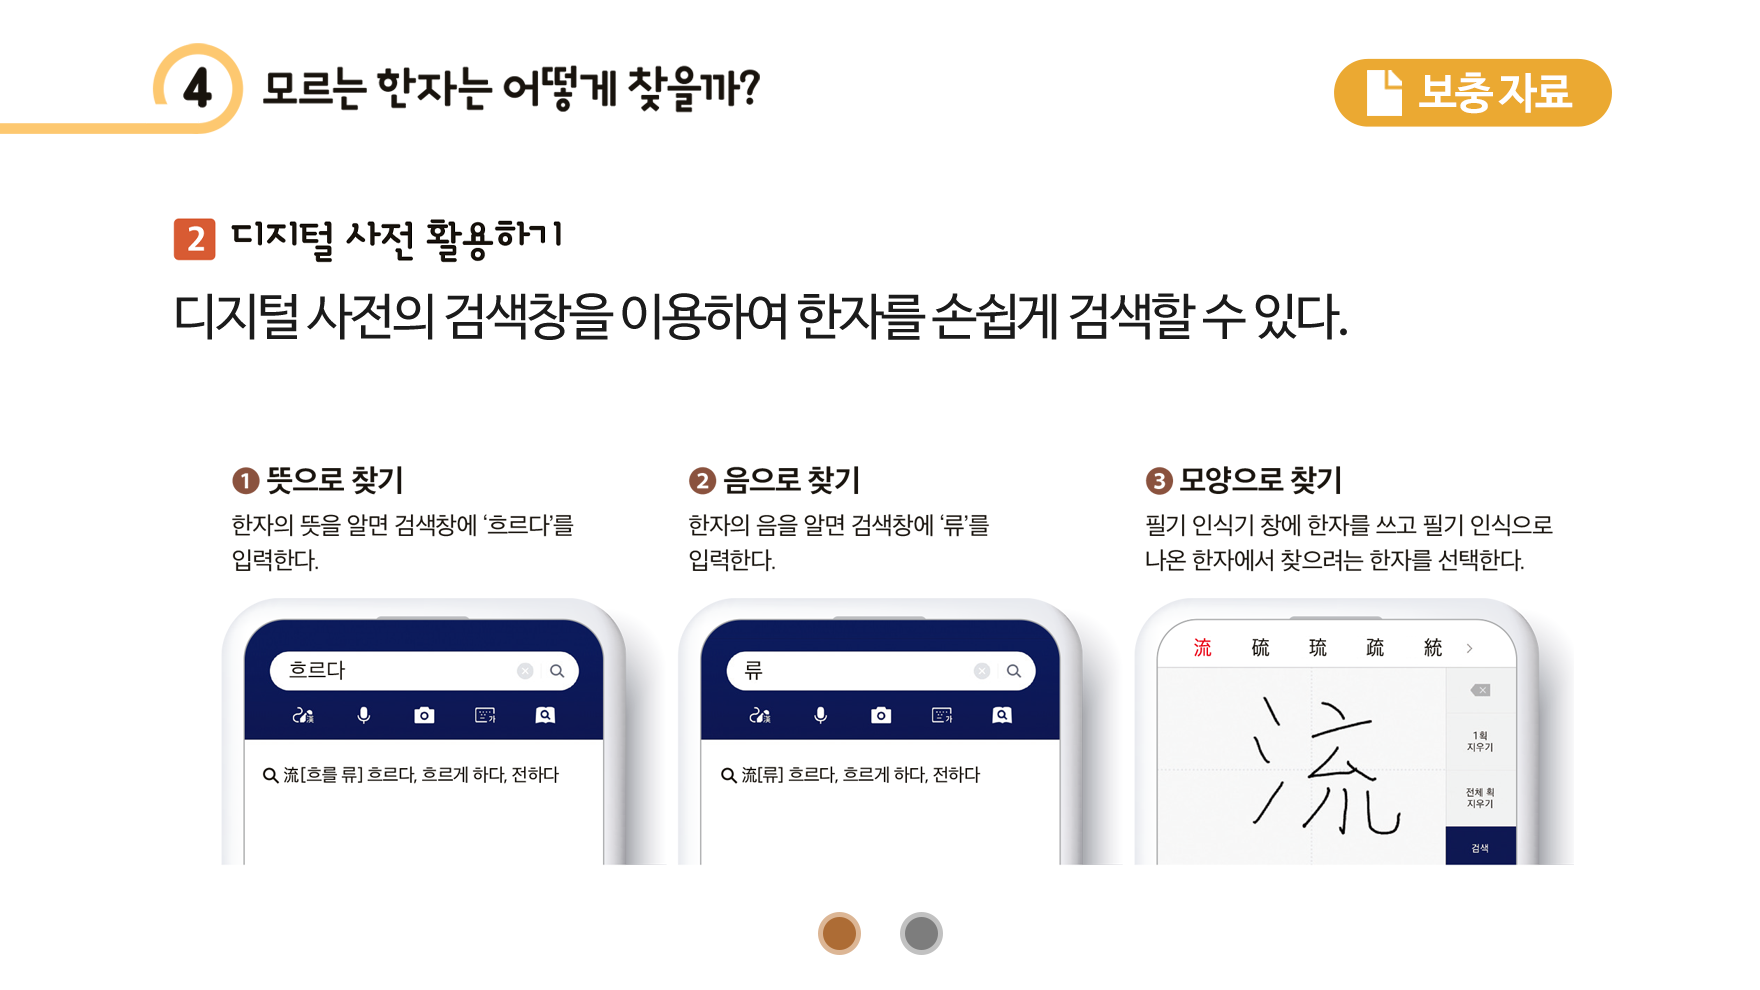 4 모르는 한자는 어떻게 찾을까?
보충 자료
2 디지털 사전 활용하기
디지털 사전의 검색창을 이용하여 한자를 손쉽게 검색할 수 있다.
1 뜻으로 찾기
한자의 뜻을 알면 검색창에 ‘흐르다’를
입력한다.
흐르다
漢
가
流[흐를 류] 흐르다, 흐르게 하다, 전하다
2 음으로 찾기
한자의 음을 알면 검색창에 ‘류’를
입력한다.
류
漢
가
流[류] 흐르다, 흐르게 하다, 전하다
3 모양으로 찾기
필기 인식기 창에 한자를 쓰고 필기 인식으로
나온 한자에서 찾으려는 한자를 선택한다.
流 硫 琉 疏 統 >
流
1획
지우기
전체 획
지우기
검색